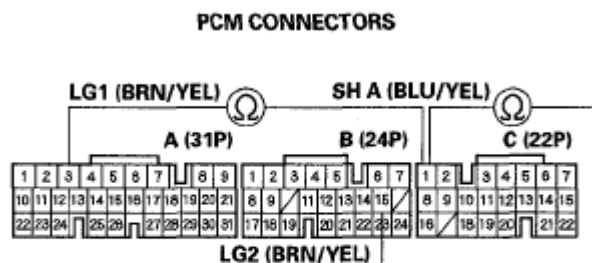 PCM CONNECTORS
LG1 (BRN/YEL) Ω SH A (BLU/YEL) Ω
A (31P) B (24P) C (22P)
1 2 3 4 5 6 7 8 9 1 2 3 4 5 6 7 1 2 3 4 5 6 7
10 11 12 13 14 15 16 17 18 19 20 21 8 9 11 12 13 14 15 8 9 10 11 12 13 14 15
22 23 24 25 26 27 28 29 30 31 17 18 19 20 21 22 23 24 16 18 19 20 21 22
LG2 (BRN/YEL)